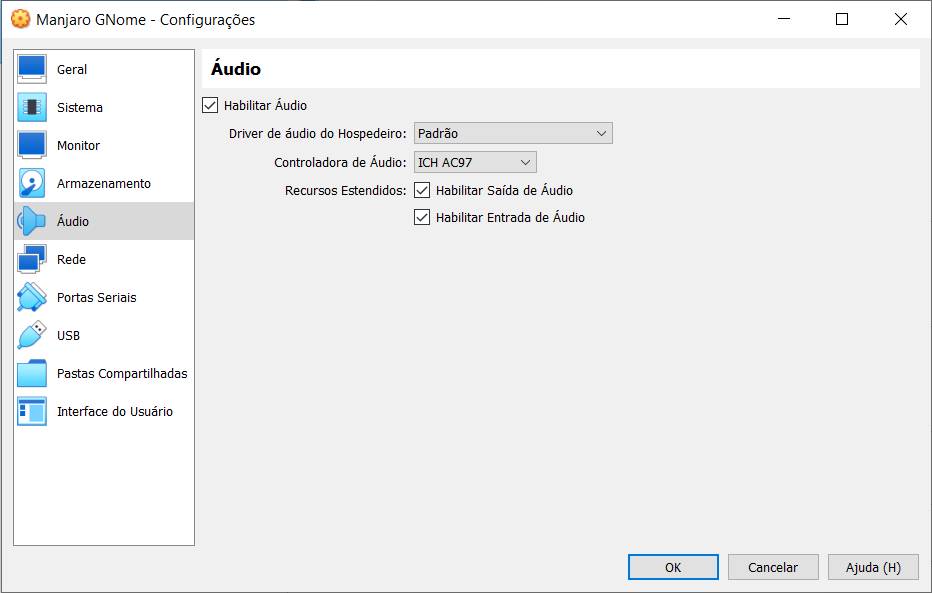 Manjaro GNome - Configurações
Geral
Sistema
Monitor
Armazenamento
Áudio
Rede
Portas Seriais
USB
Pastas Compartilhadas
Interface do Usuário
Áudio
Habilitar Áudio
Driver de áudio do Hospedeiro: Padrão
Controladora de Áudio: ICH AC97
Recursos Estendidos: Habilitar Saída de Áudio
Habilitar Entrada de Áudio
OK Cancelar Ajuda (H)